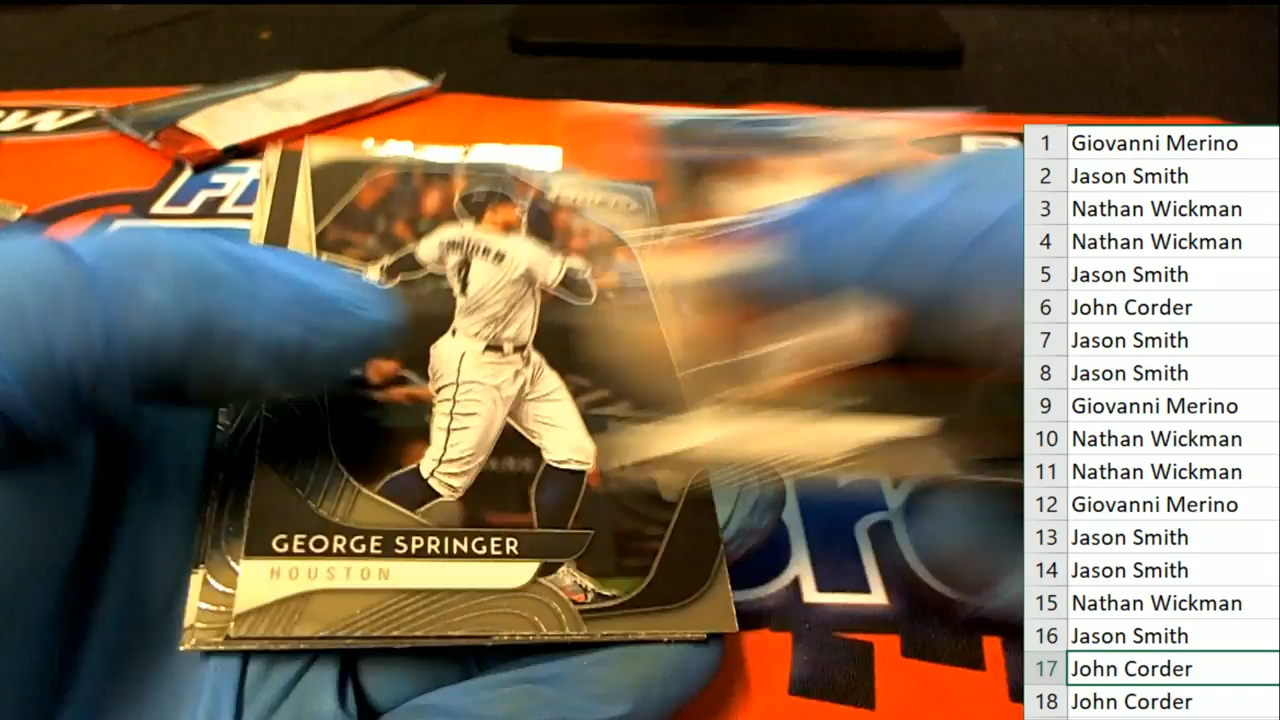 GEORGE SPRINGER
HOUSTON
1 Giovanni Merino
2 Jason Smith
3 Nathan Wickman
4 Nathan Wickman
5 Jason Smith
6 John Corder
7 Jason Smith
8 Jason Smith
9 Giovanni Merino
10 Nathan Wickman
11 Nathan Wickman
12 Giovanni Merino
13 Jason Smith
14 Jason Smith
15 Nathan Wickman
16 Jason Smith
17 John Corder
18 John Corder